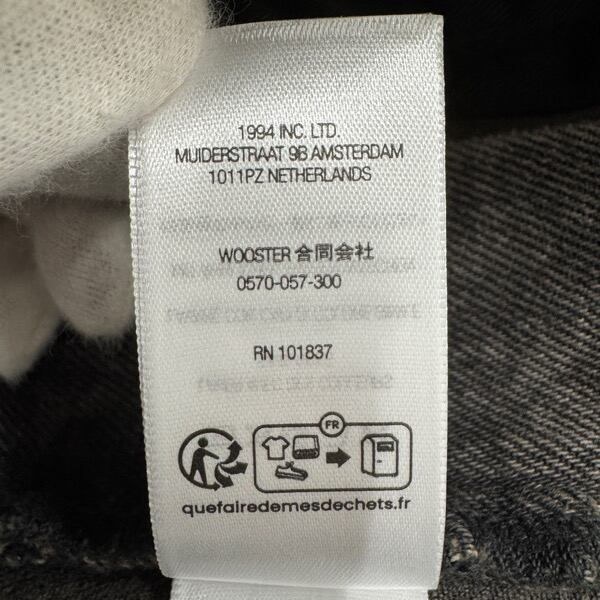 1994 INC. LTD.
MUIDERSTRAAT 9B AMSTERDAM
1011PZ NETHERLANDS
WOOSTER 合同会社
0570-057-300
RN 101837
FR
quefairedemesdechets.fr